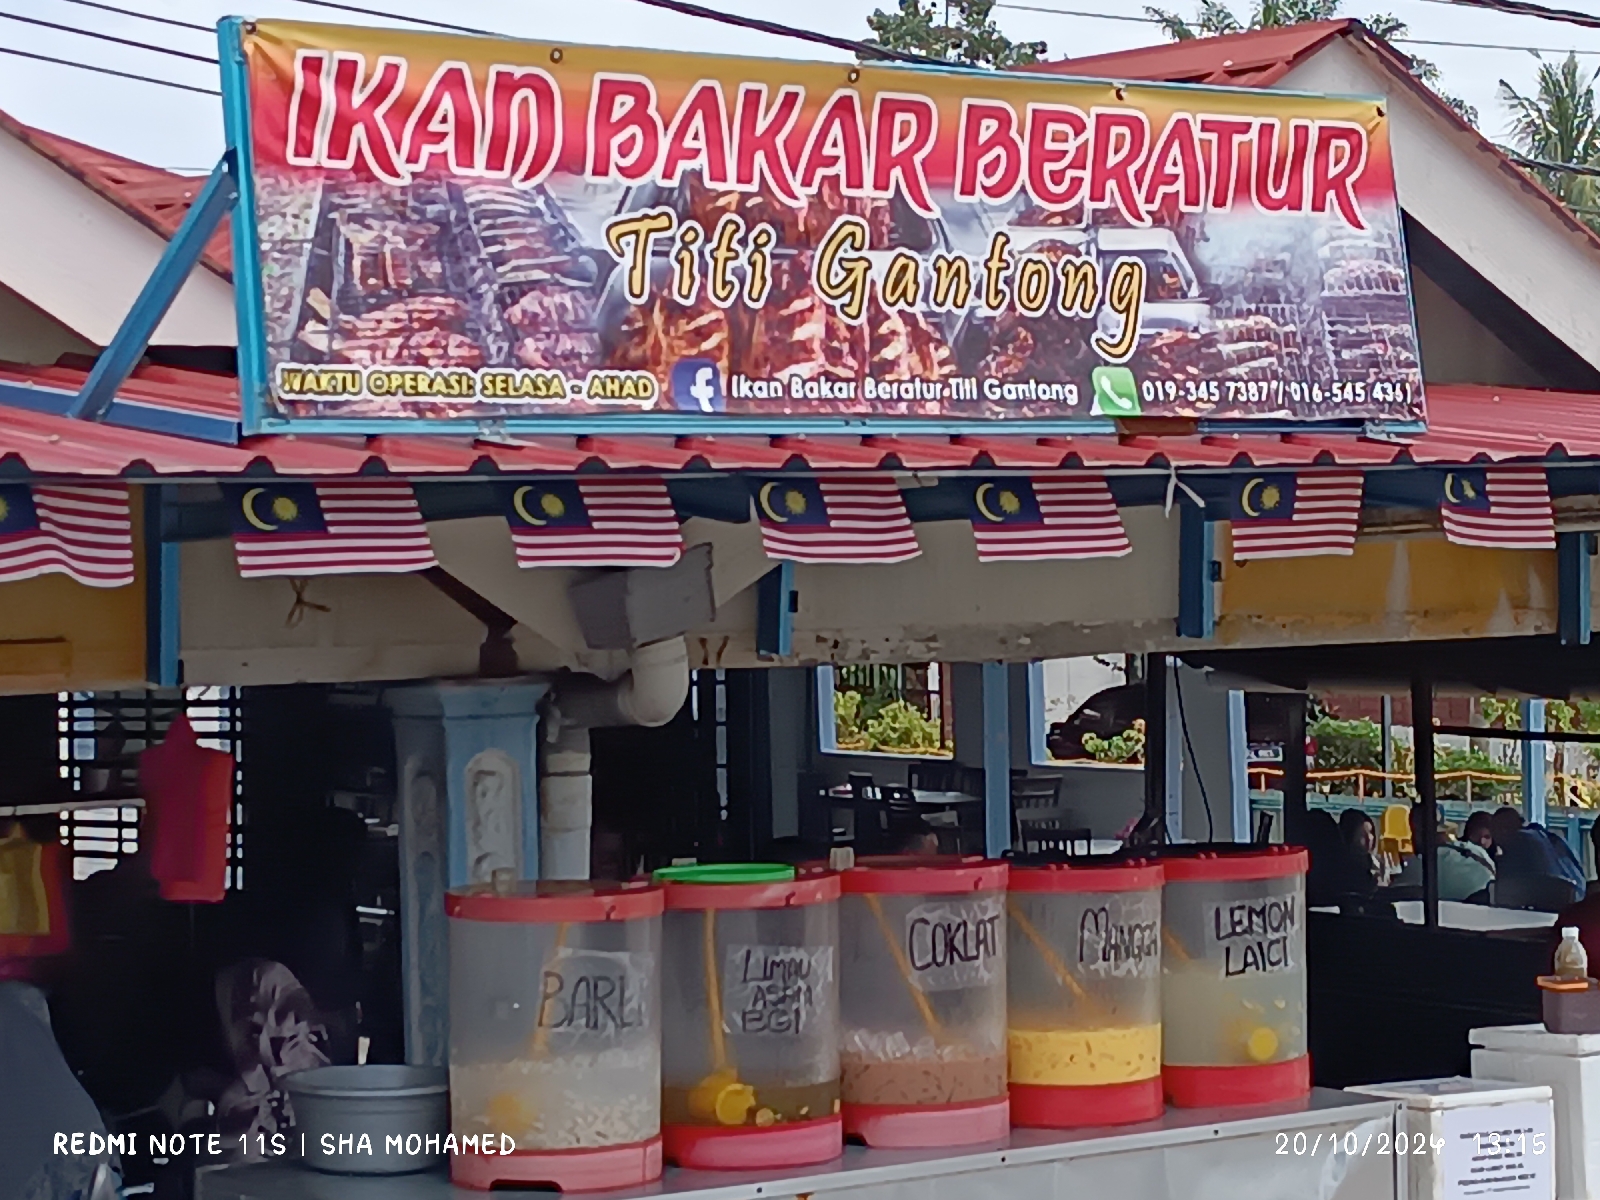 IKAN BAKAR BERATUR
Titi Gantong
WAKTU OPERASI: SELASA - AHAD
Ikan Bakar Beratur-Titi Gantong
019-345 7387 / 016-545 4361
BARLI
LIMAU
ASAM
BGI
COKLAT
MANGGA
LEMON
LAICI
REDMI NOTE 11S | SHA MOHAMED
20/10/2024 13:15